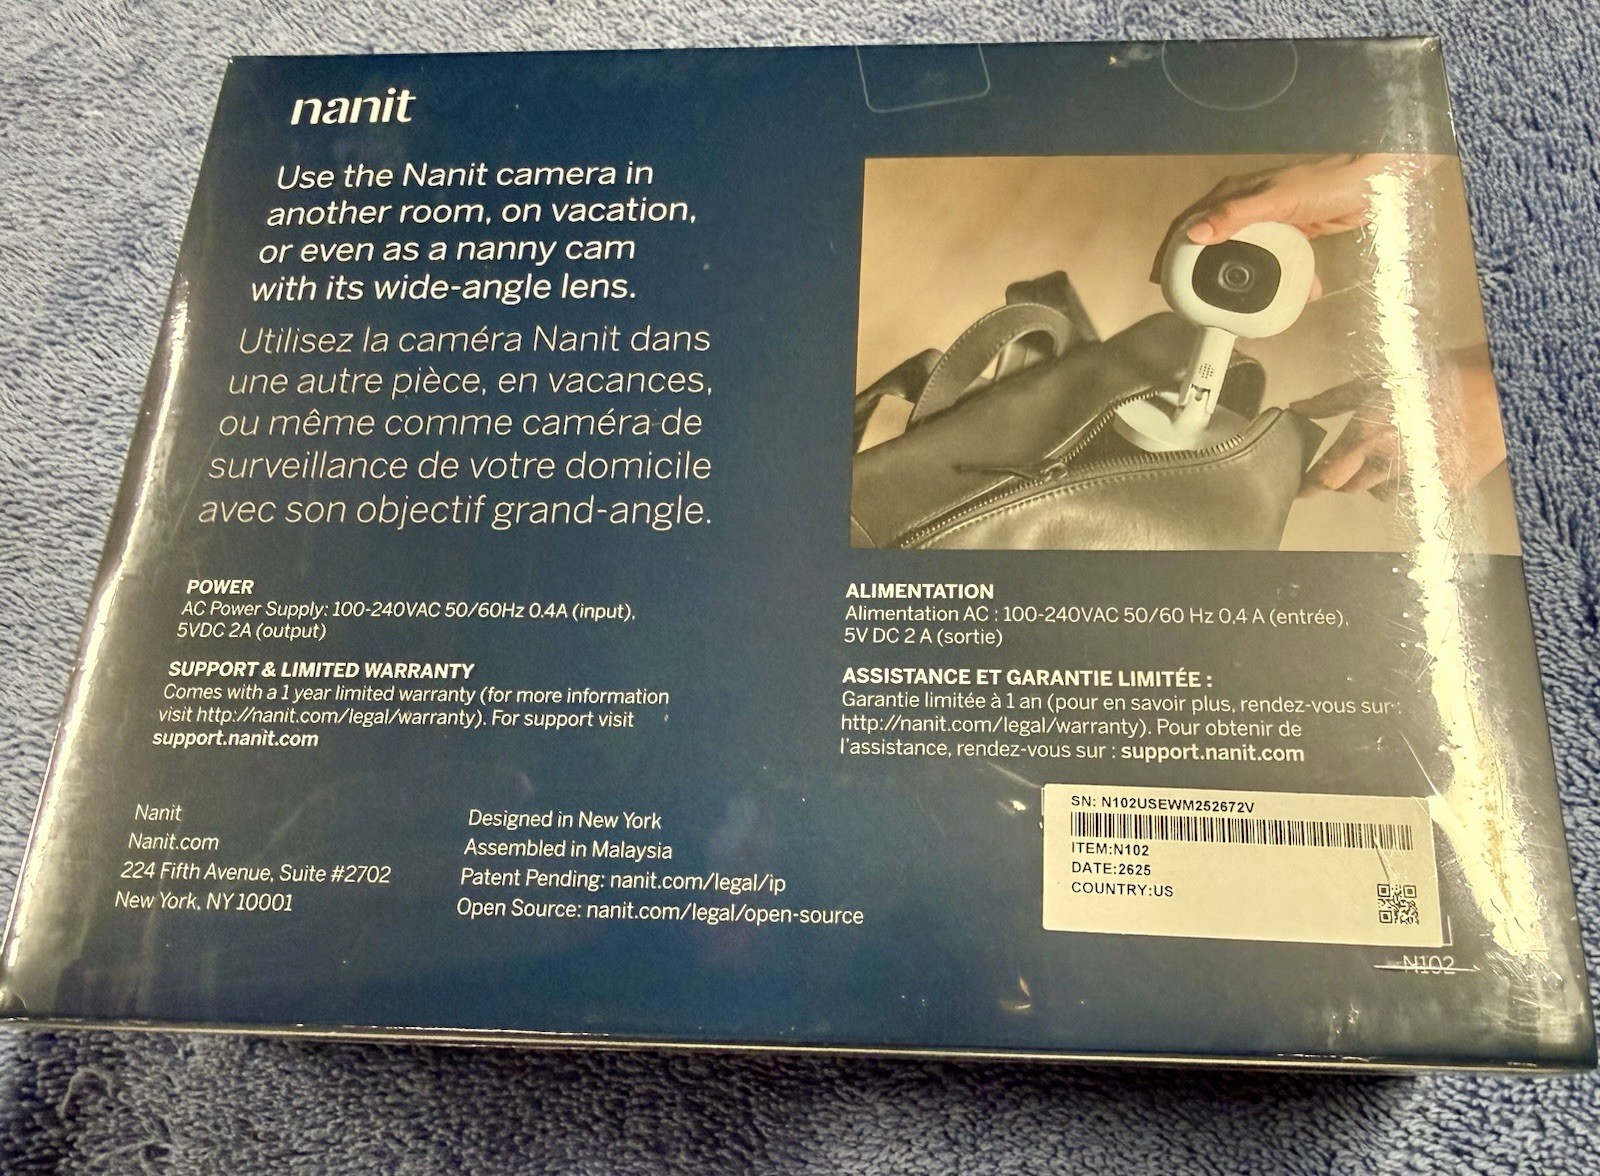 nanit
Use the Nanit camera in
another room, on vacation,
or even as a nanny cam
with its wide-angle lens.
Utilisez la caméra Nanit dans
une autre pièce, en vacances,
ou même comme caméra de
surveillance de votre domicile
avec son objectif grand-angle.
POWER
AC Power Supply: 100-240VAC 50/60Hz 0.4A (input),
5VDC 2A (output)
SUPPORT & LIMITED WARRANTY
Comes with a 1 year limited warranty (for more information
visit http://nanit.com/legal/warranty). For support visit
support.nanit.com
ALIMENTATION
Alimentation AC : 100-240VAC 50/60 Hz 0,4 A (entrée),
5V DC 2 A (sortie)
ASSISTANCE ET GARANTIE LIMITÉE :
Garantie limitée à 1 an (pour en savoir plus, rendez-vous sur :
http://nanit.com/legal/warranty). Pour obtenir de
l'assistance, rendez-vous sur : support.nanit.com
Nanit
Nanit.com
224 Fifth Avenue, Suite #2702
New York, NY 10001
Designed in New York
Assembled in Malaysia
Patent Pending: nanit.com/legal/ip
Open Source: nanit.com/legal/open-source
SN: N102USEWM252672V
ITEM:N102
DATE:2625
COUNTRY:US
N102